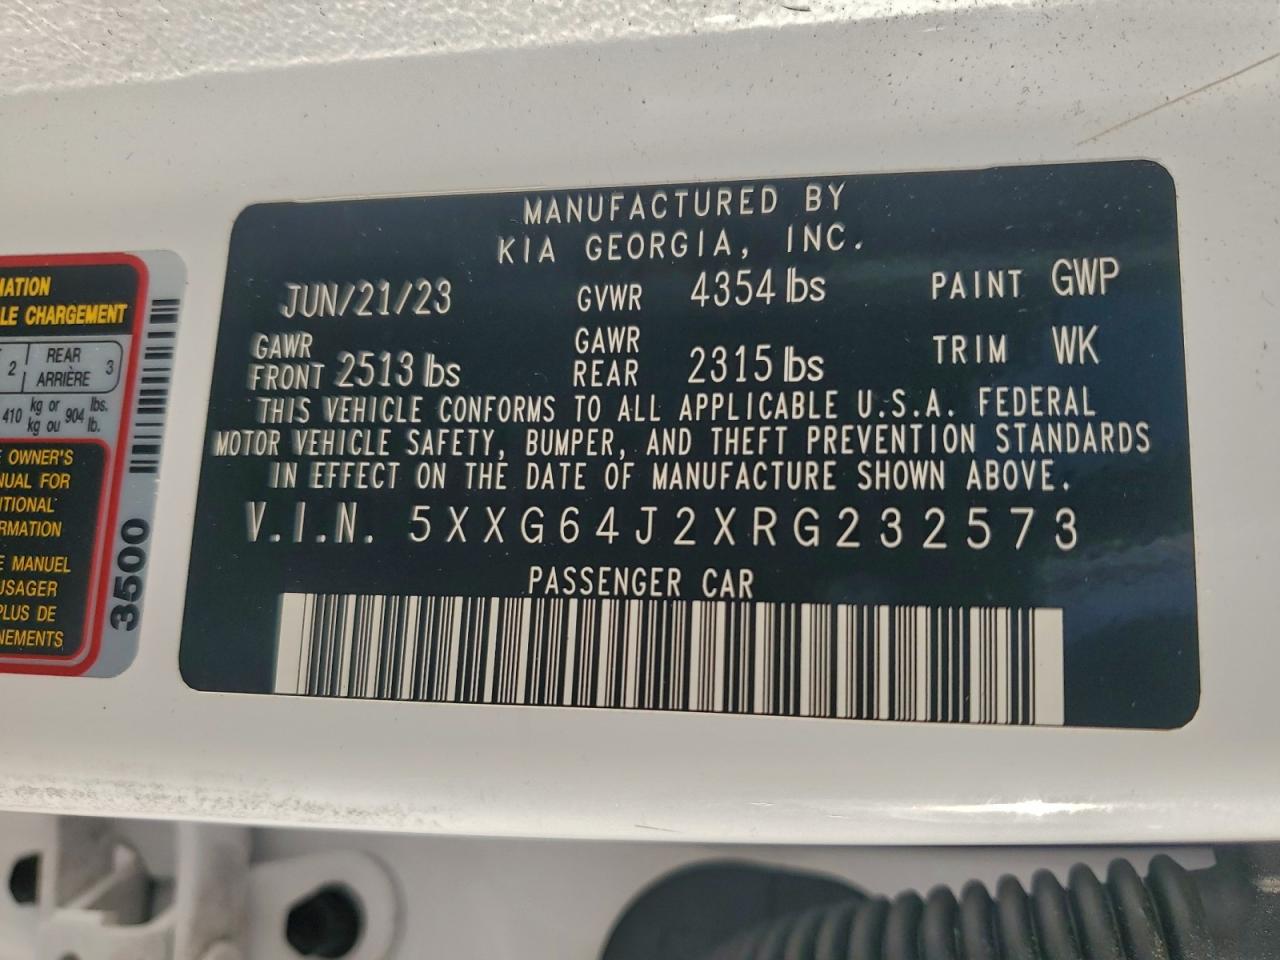 MANUFACTURED BY
KIA GEORGIA, INC.
JUN/21/23 GVWR 4354 lbs PAINT GWP
GAWR FRONT 2513 lbs GAWR REAR 2315 lbs TRIM WK
THIS VEHICLE CONFORMS TO ALL APPLICABLE U.S.A. FEDERAL
MOTOR VEHICLE SAFETY, BUMPER, AND THEFT PREVENTION STANDARDS
IN EFFECT ON THE DATE OF MANUFACTURE SHOWN ABOVE.
V.I.N. 5XXG64J2XRG232573
PASSENGER CAR
MATION
LE CHARGEMENT
2 REAR ARRIÈRE 3
410 kg or kg ou 904 lbs. lb.
E OWNER'S
NUAL FOR
ITIONAL
RMATION
E MANUEL
USAGER
PLUS DE
NEMENTS
3500